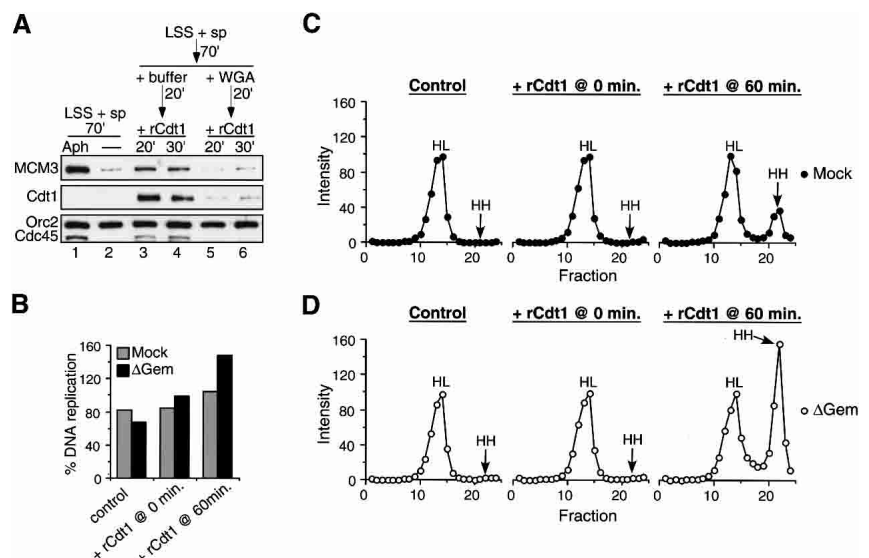 A
LSS + sp
70'
+ buffer + WGA
20' 20'
LSS + sp
70'
+ rCdt1 + rCdt1
Aph — 20' 30' 20' 30'
MCM3
Cdt1
Orc2
Cdc45
1 2 3 4 5 6
B
160
120
80
40
0
% DNA replication
Mock
ΔGem
control
+ rCdt1 @ 0 min.
+ rCdt1 @ 60min.
C
Control + rCdt1 @ 0 min. + rCdt1 @ 60 min.
160
120
80
40
0
Intensity
HL HL HL
HH HH HH
Mock
0 10 20 0 10 20 0 10 20
Fraction
D
Control + rCdt1 @ 0 min. + rCdt1 @ 60 min.
160
120
80
40
0
Intensity
HH
HL HL HL
HH HH
ΔGem
0 10 20 0 10 20 0 10 20
Fraction